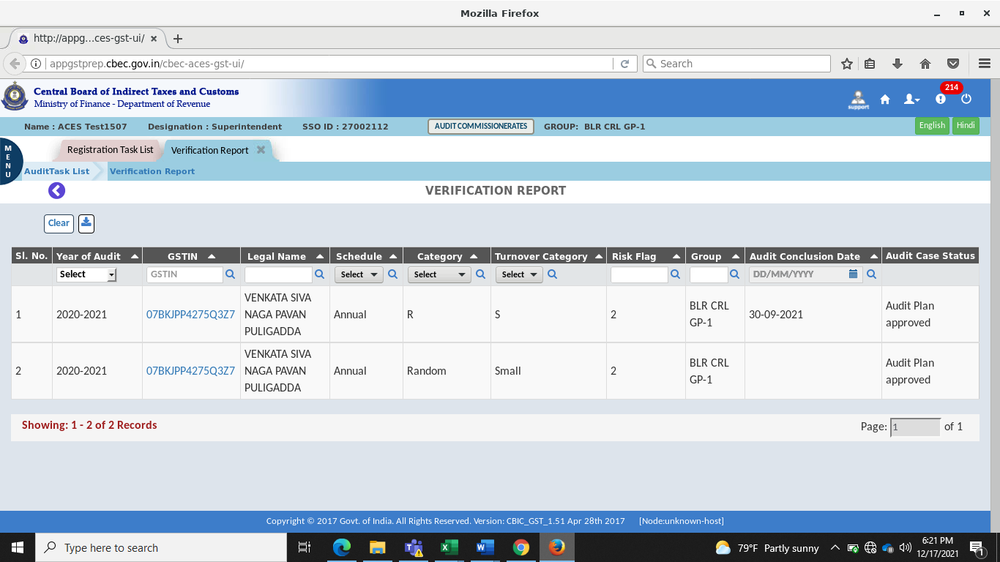 Mozilla Firefox
http://appg...ces-gst-ui/
appgstprep.cbec.gov.in/cbec-aces-gst-ui/
Search
Central Board of Indirect Taxes and Customs
Ministry of Finance - Department of Revenue
support
214
Name : ACES Test1507 Designation : Superintendent SSO ID : 27002112 AUDIT COMMISSIONERATES GROUP: BLR CRL GP-1 English Hindi
MENU
Registration Task List Verification Report
AuditTask List Verification Report
VERIFICATION REPORT
Clear
Sl. No. Year of Audit GSTIN Legal Name Schedule Category Turnover Category Risk Flag Group Audit Conclusion Date Audit Case Status
Select GSTIN Select Select Select DD/MM/YYYY
1 2020-2021 07BKJPP4275Q3Z7 VENKATA SIVA NAGA PAVAN PULIGADDA Annual R S 2 BLR CRL GP-1 30-09-2021 Audit Plan approved
2 2020-2021 07BKJPP4275Q3Z7 VENKATA SIVA NAGA PAVAN PULIGADDA Annual Random Small 2 BLR CRL GP-1 Audit Plan approved
Showing: 1 - 2 of 2 Records
Page: 1 of 1
Copyright © 2017 Govt. of India. All Rights Reserved. Version: CBIC_GST_1.51 Apr 28th 2017 [Node:unknown-host]
Type here to search
79°F Partly sunny
6:21 PM
12/17/2021
1